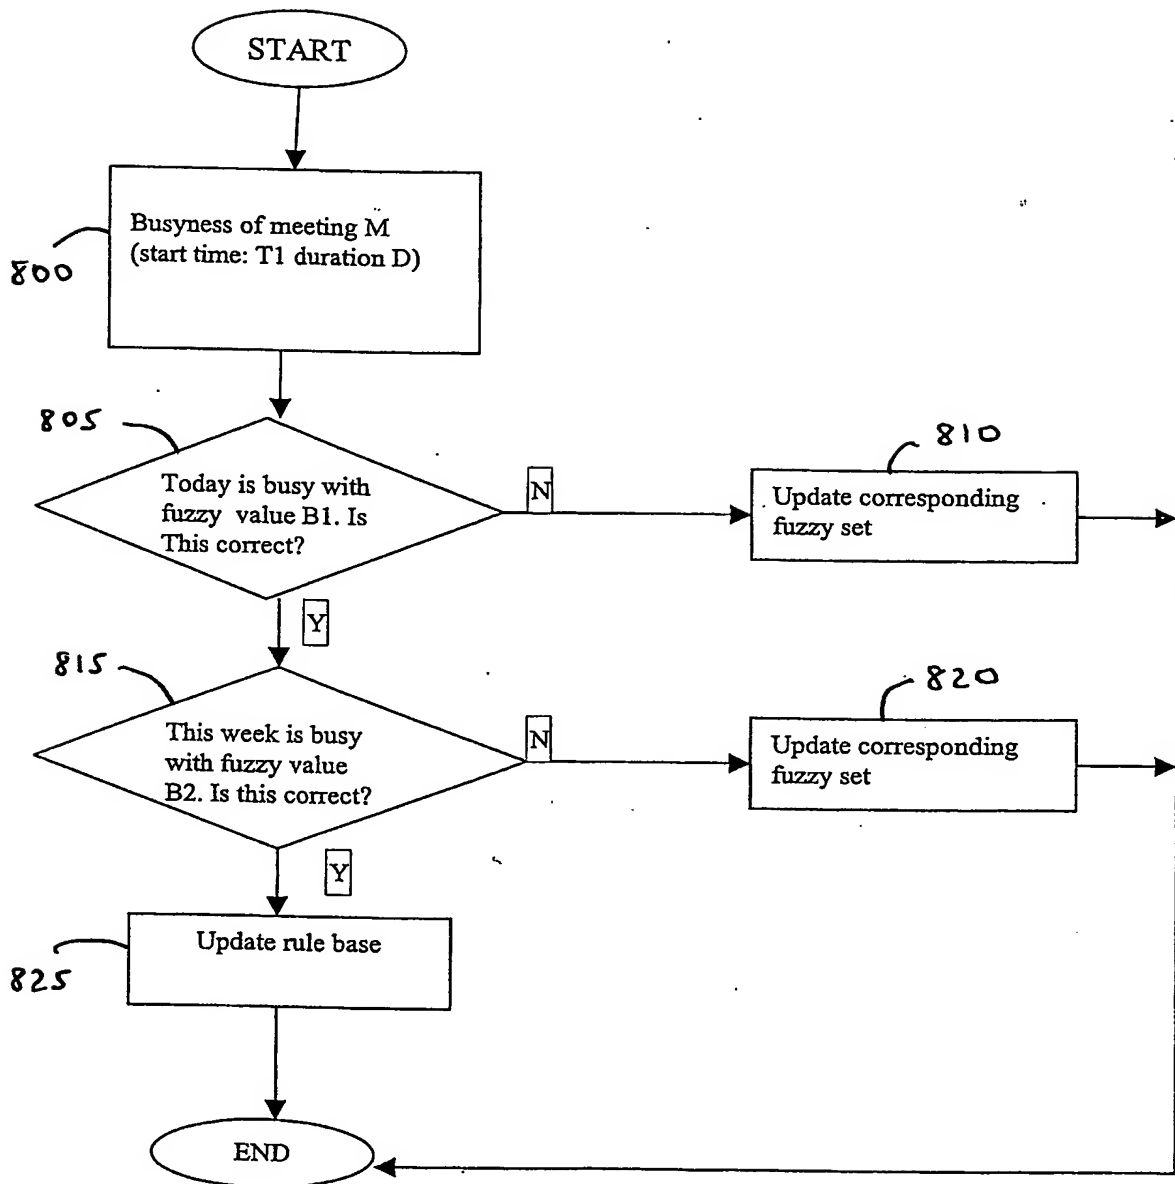 START
Busyness of meeting M
(start time: T1 duration D)
800
805
Today is busy with
fuzzy value B1. Is
This correct?
N
810
Update corresponding
fuzzy set
Y
815
This week is busy
with fuzzy value
B2. Is this correct?
N
820
Update corresponding
fuzzy set
Y
Update rule base
825
END